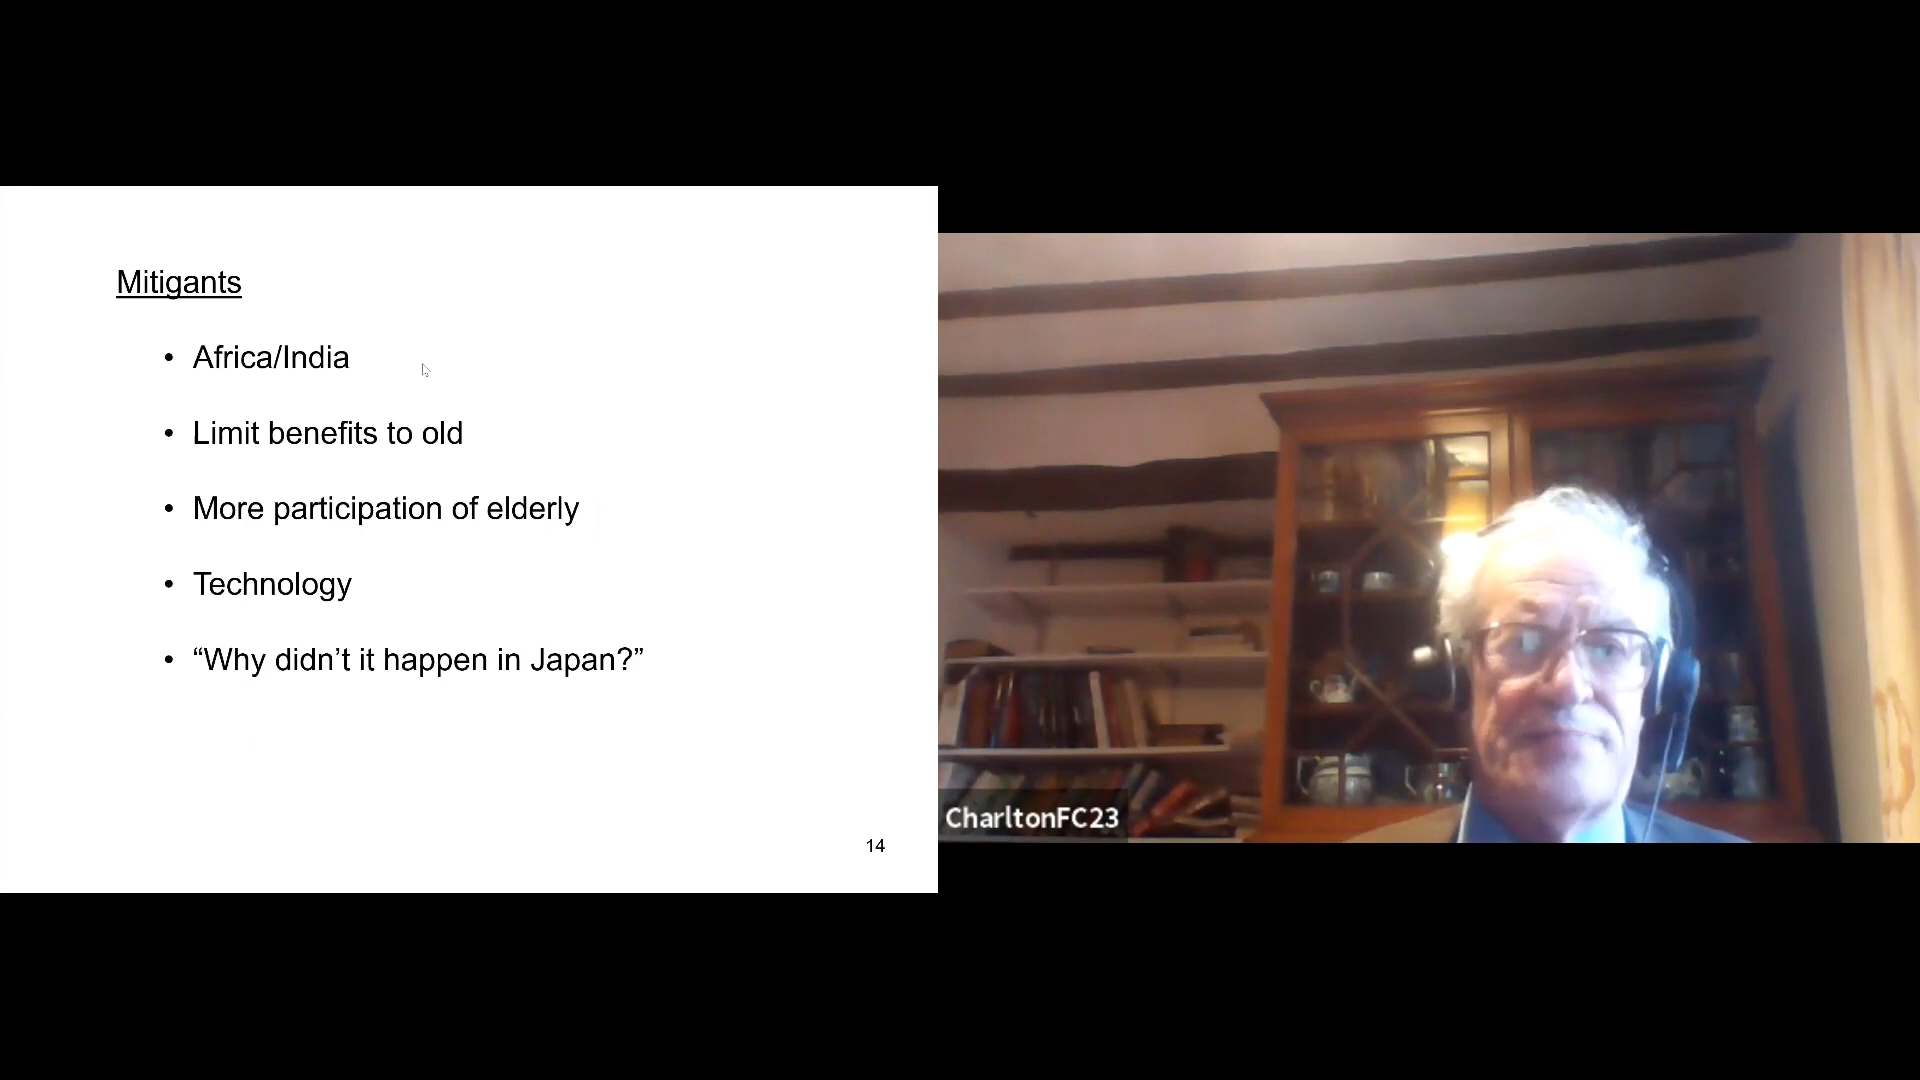 Mitigants
• Africa/India
• Limit benefits to old
• More participation of elderly
• Technology
• “Why didn’t it happen in Japan?”
14
CharltonFC23